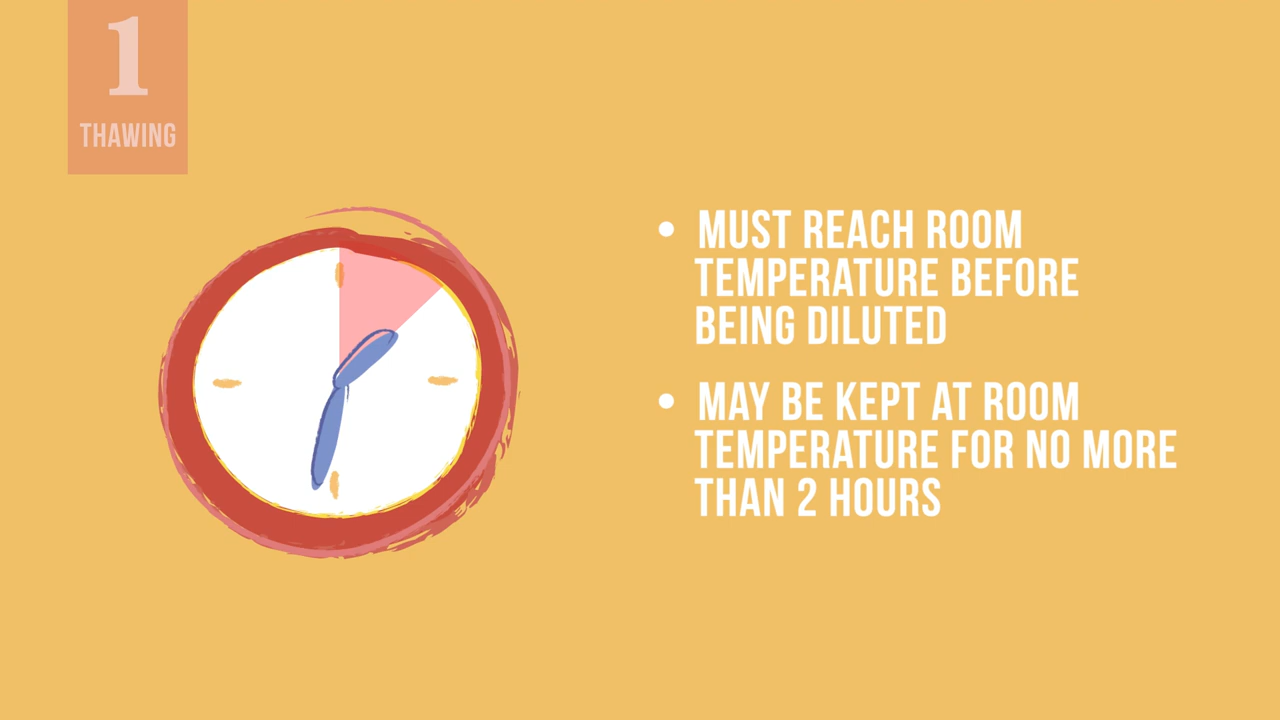 1
THAWING
• MUST REACH ROOM
TEMPERATURE BEFORE
BEING DILUTED
• MAY BE KEPT AT ROOM
TEMPERATURE FOR NO MORE
THAN 2 HOURS